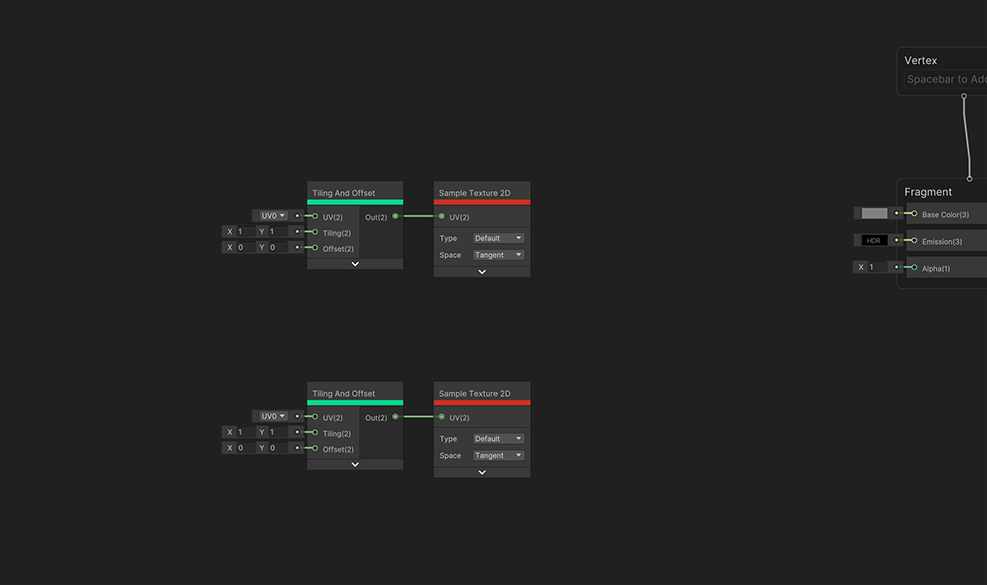 Vertex
Spacebar to Add
Tiling And Offset
Sample Texture 2D
Fragment
UV0
UV(2)
Out(2)
UV(2)
Base Color(3)
X 1 Y 1
Tiling(2)
Type Default
HDR
Emission(3)
X 0 Y 0
Offset(2)
Space Tangent
X 1
Alpha(1)
Tiling And Offset
Sample Texture 2D
UV0
UV(2)
Out(2)
UV(2)
X 1 Y 1
Tiling(2)
Type Default
X 0 Y 0
Offset(2)
Space Tangent